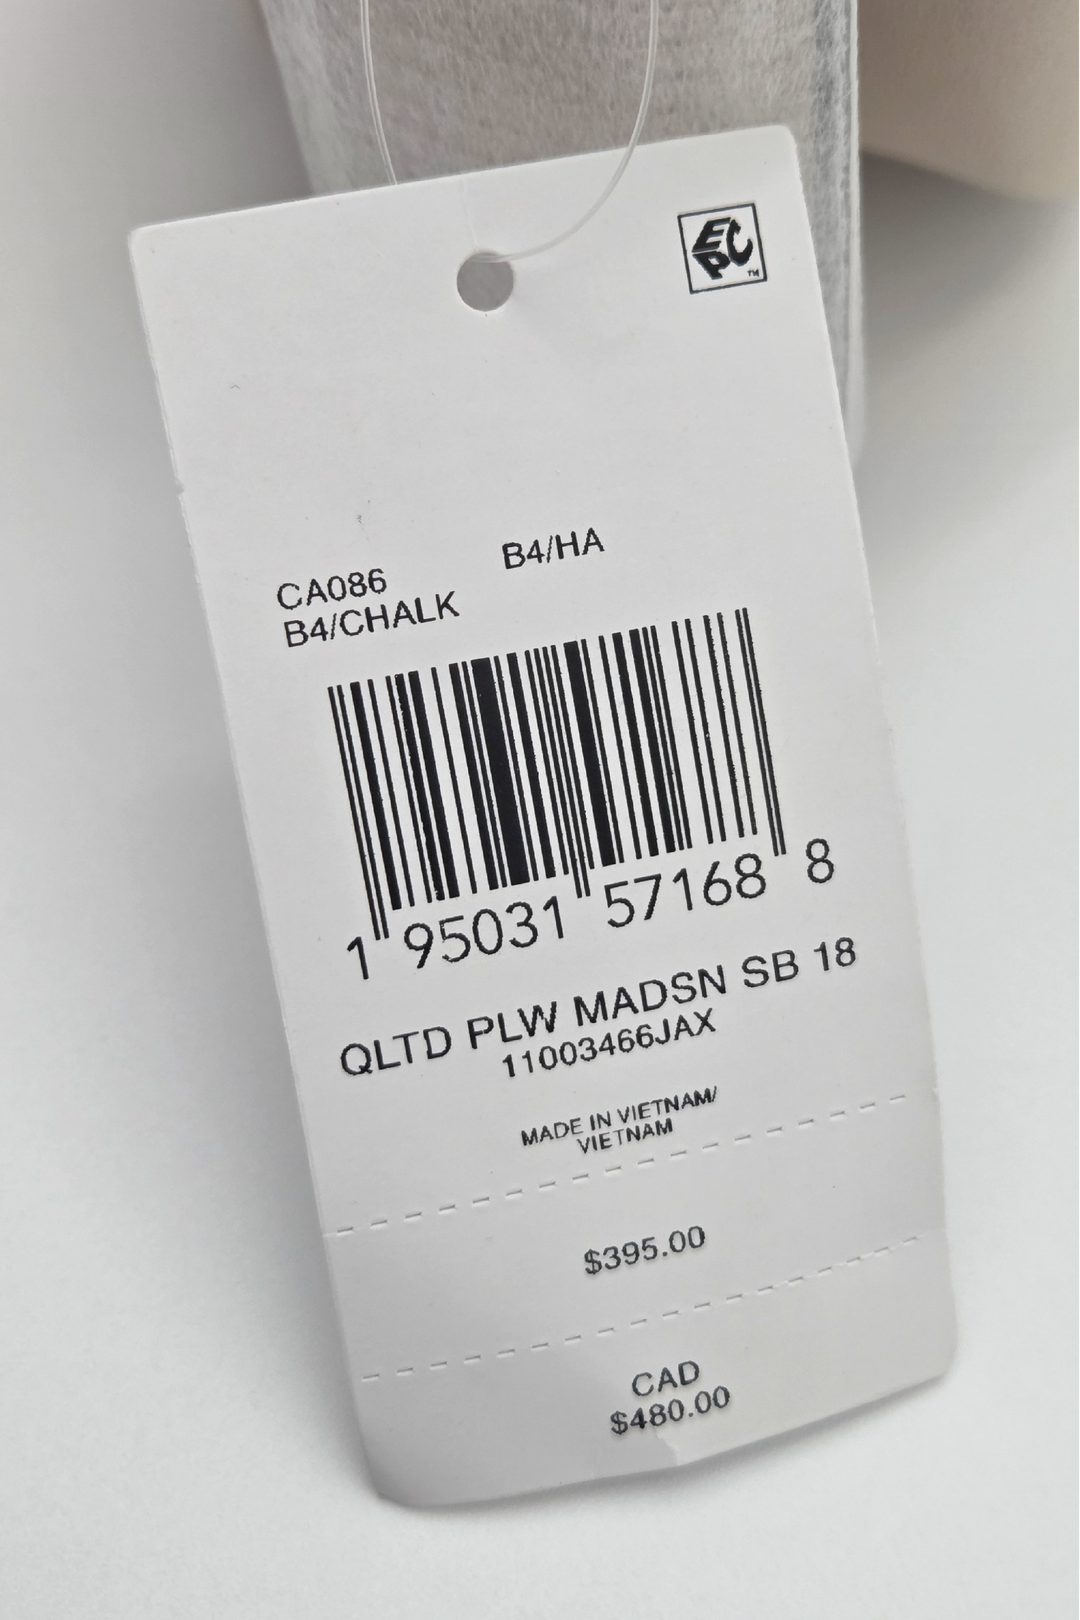 EPC™
B4/HA
CA086
B4/CHALK
1 95031 57168 8
QLTD PLW MADSN SB 18
11003466JAX
MADE IN VIETNAM/
VIETNAM
$395.00
CAD
$480.00